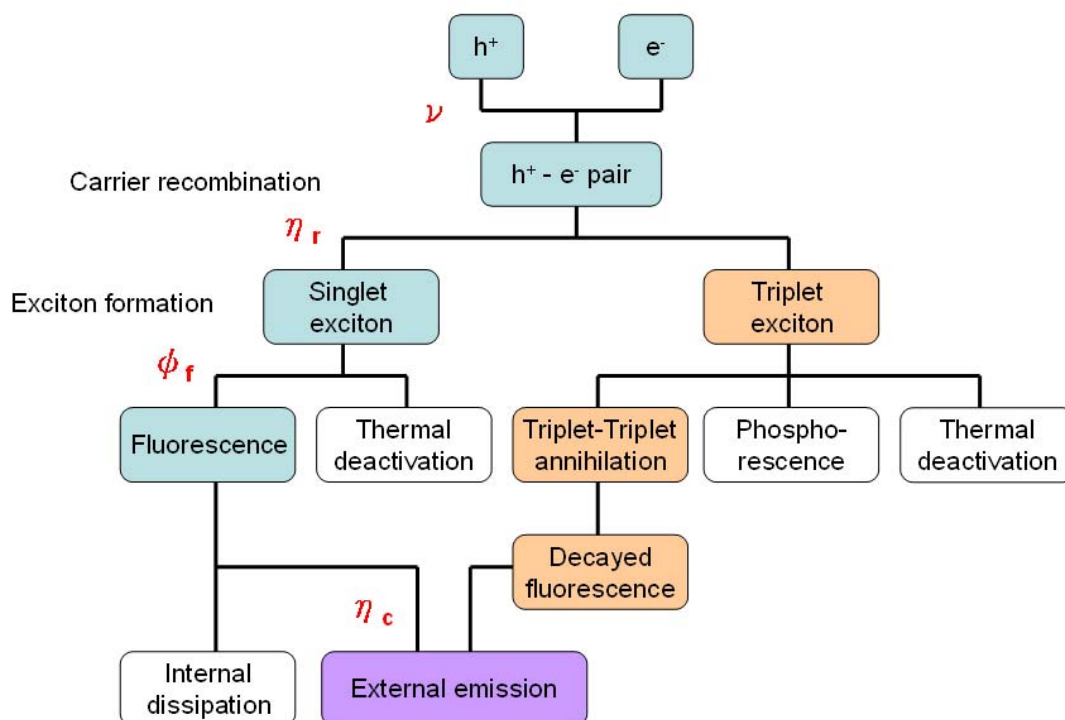 h⁺
e⁻
ν
h⁺ - e⁻ pair
Carrier recombination
η r
Exciton formation
Singlet
exciton
Triplet
exciton
ϕ f
Fluorescence
Thermal
deactivation
Triplet-Triplet
annihilation
Phospho-
rescence
Thermal
deactivation
Decayed
fluorescence
η c
Internal
dissipation
External emission